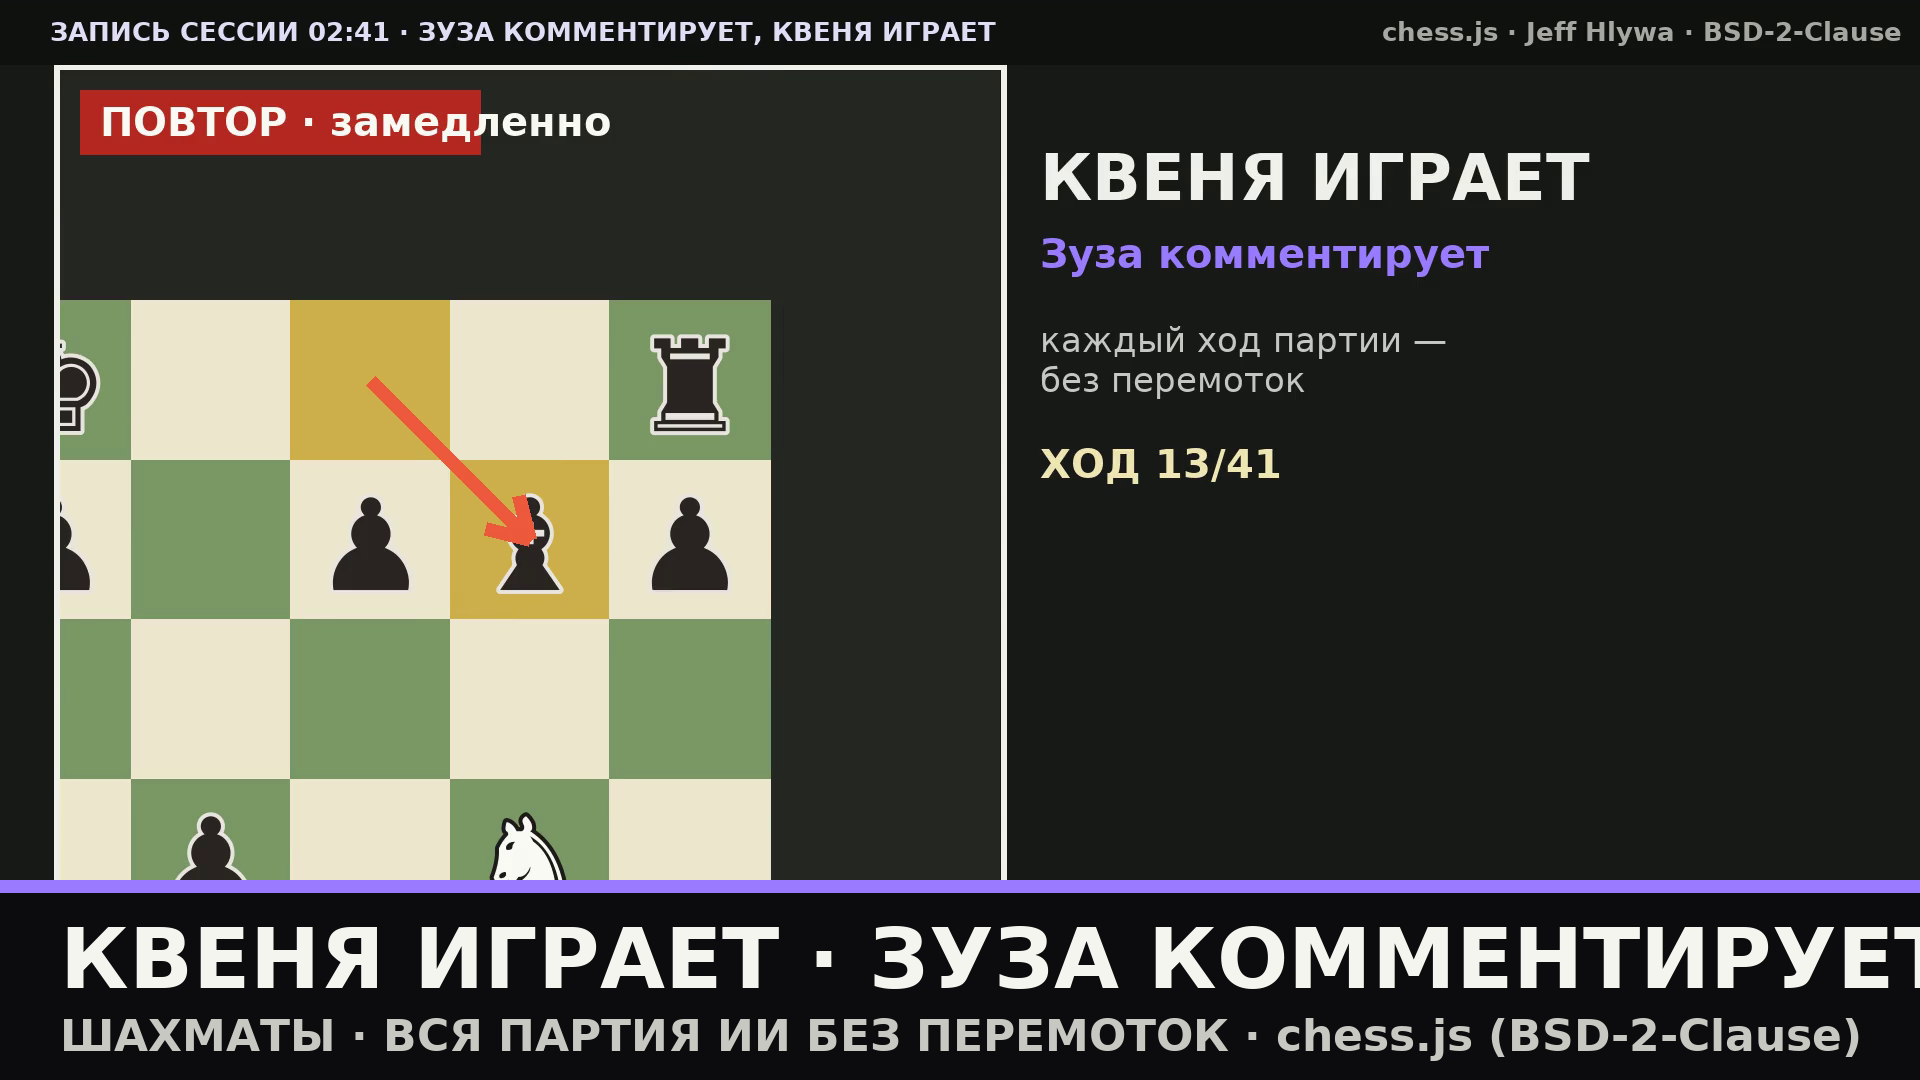 ЗАПИСЬ СЕССИИ 02:41 · ЗУЗА КОММЕНТИРУЕТ, КВЕНЯ ИГРАЕТ
chess.js · Jeff Hlywa · BSD-2-Clause
ПОВТОР · замедленно
КВЕНЯ ИГРАЕТ
Зуза комментирует
каждый ход партии —
без перемоток
ХОД 13/41
КВЕНЯ ИГРАЕТ · ЗУЗА КОММЕНТИРУЕТ
ШАХМАТЫ · ВСЯ ПАРТИЯ ИИ БЕЗ ПЕРЕМОТОК · chess.js (BSD-2-Clause)